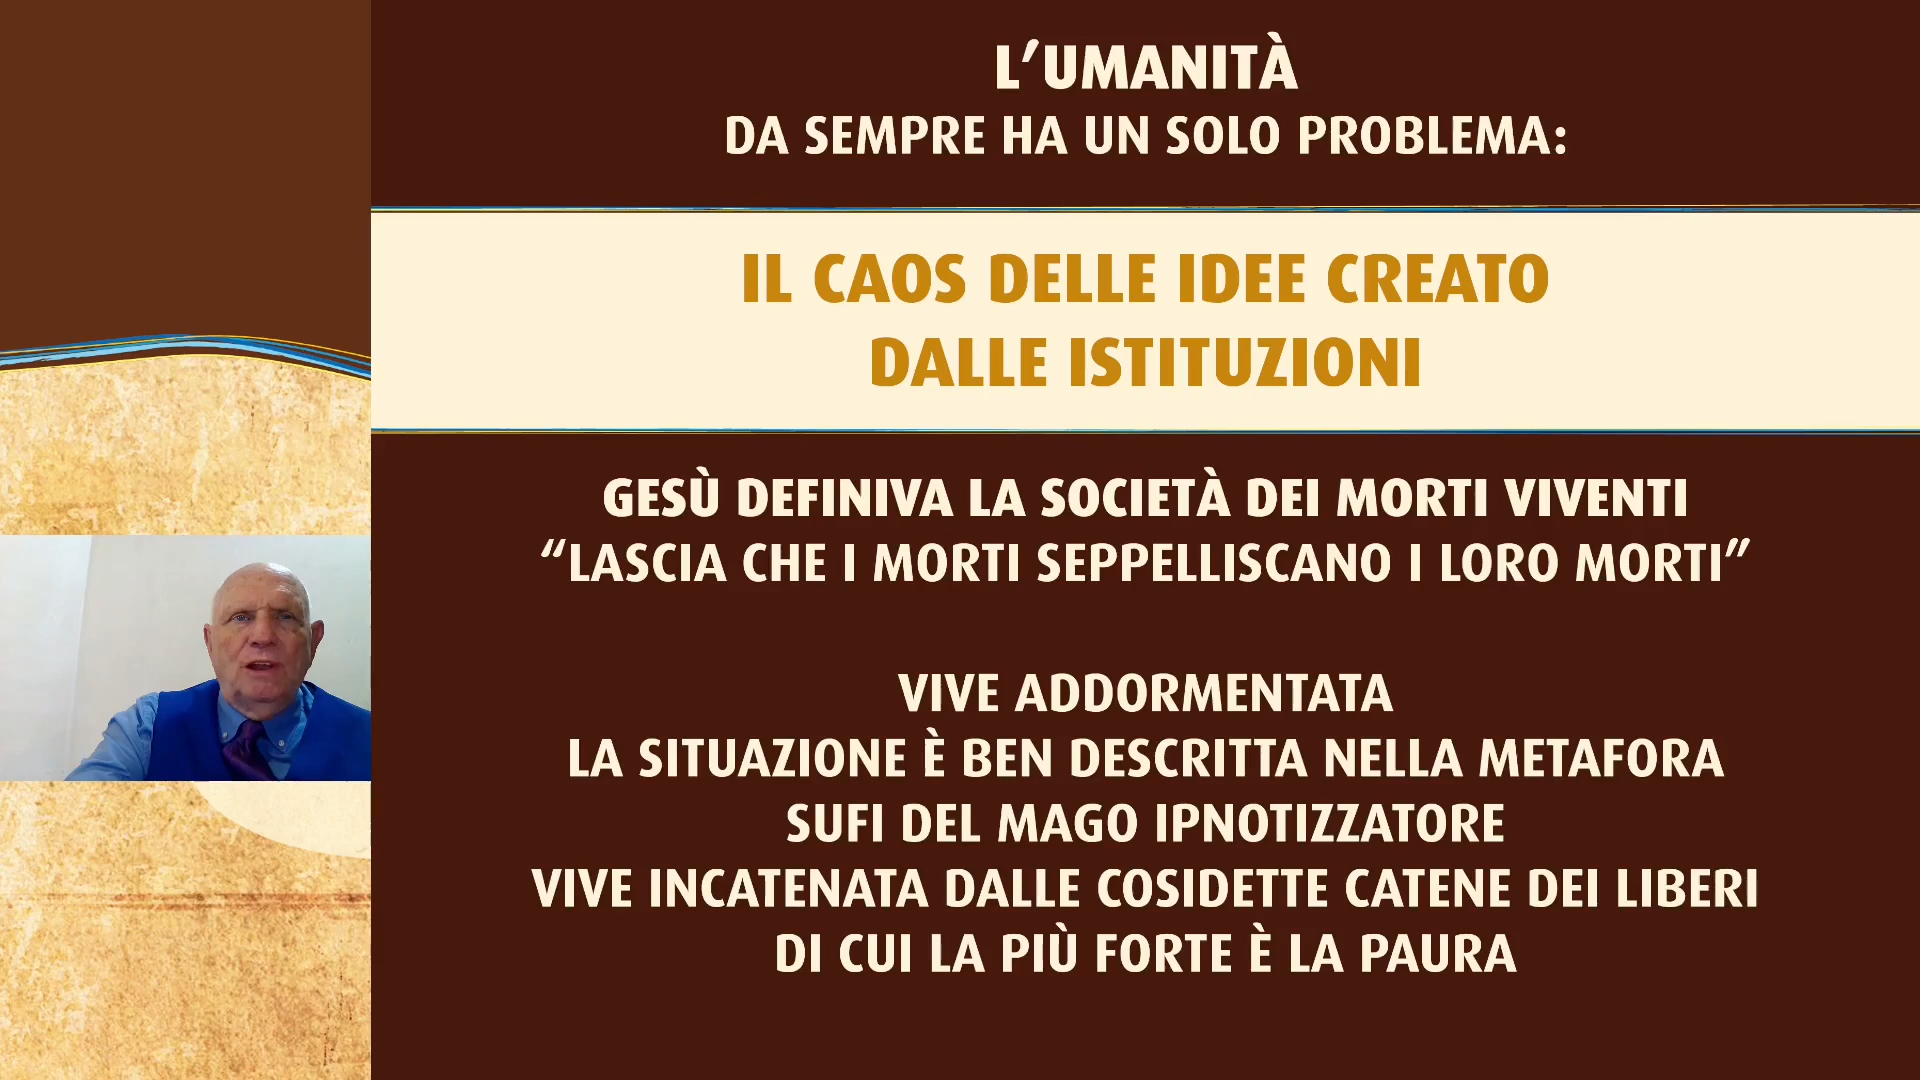 L'UMANITÀ
DA SEMPRE HA UN SOLO PROBLEMA:
IL CAOS DELLE IDEE CREATO
DALLE ISTITUZIONI
GESÙ DEFINIVA LA SOCIETÀ DEI MORTI VIVENTI
"LASCIA CHE I MORTI SEPPELLISCANO I LORO MORTI"
VIVE ADDORMENTATA
LA SITUAZIONE È BEN DESCRITTA NELLA METAFORA
SUFI DEL MAGO IPNOTIZZATORE
VIVE INCATENATA DALLE COSIDETTE CATENE DEI LIBERI
DI CUI LA PIÙ FORTE È LA PAURA